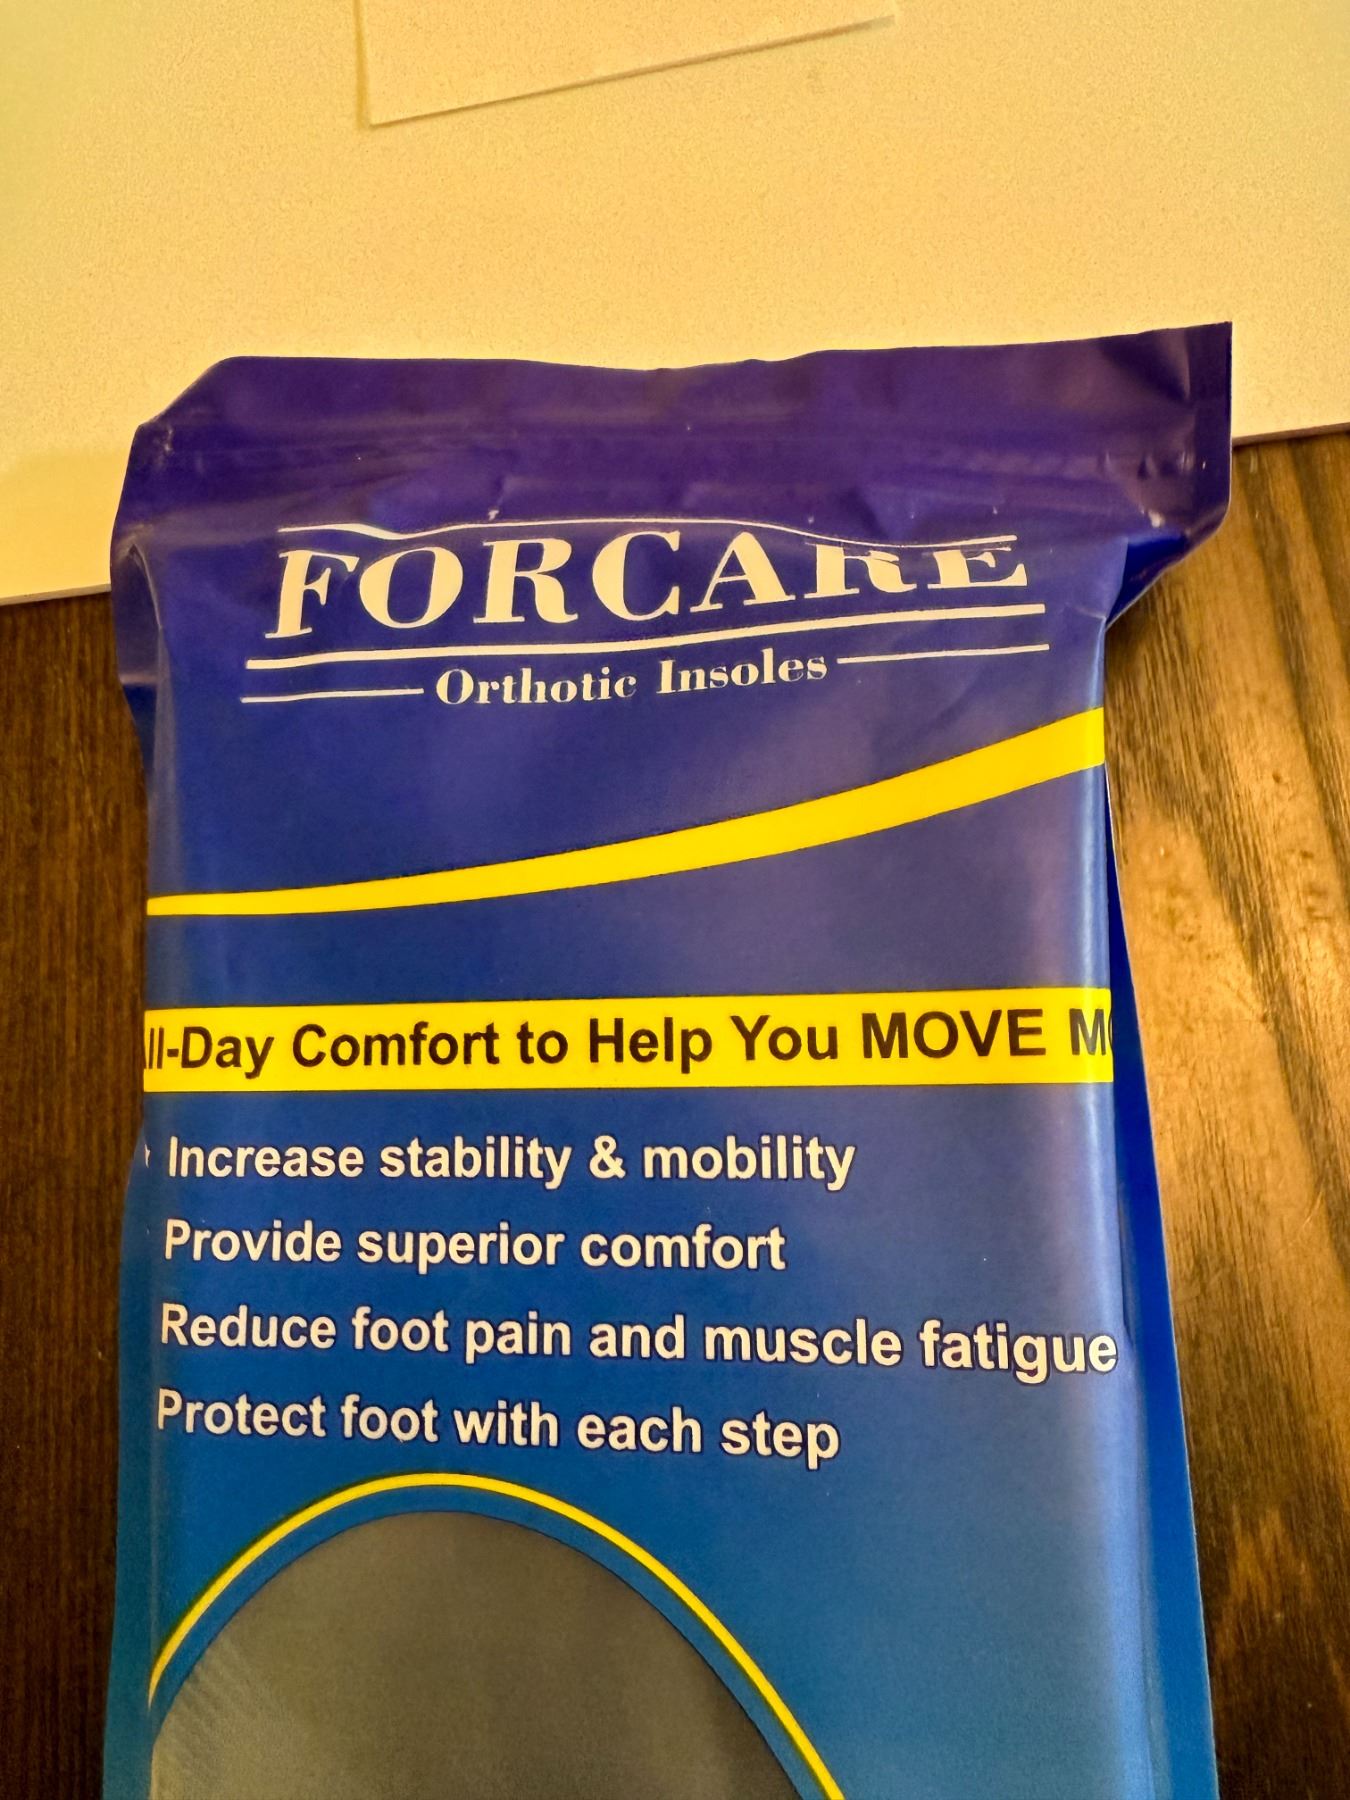 FORCARE
Orthotic Insoles
ll-Day Comfort to Help You MOVE M
Increase stability & mobility
Provide superior comfort
Reduce foot pain and muscle fatigue
Protect foot with each step